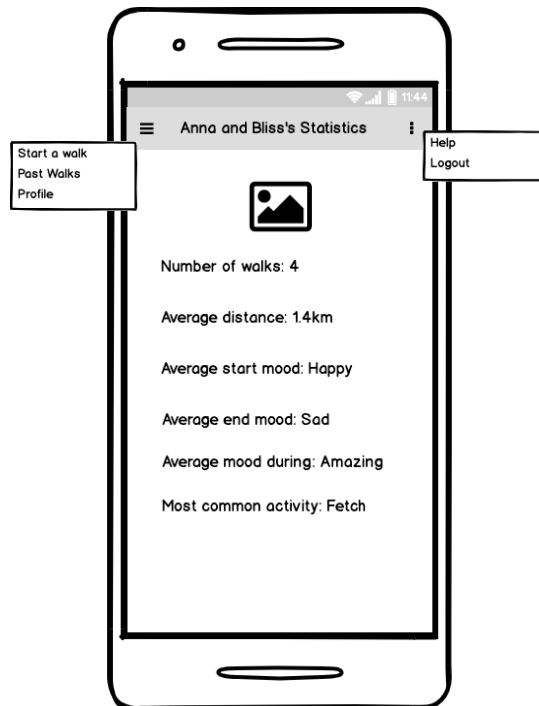 11:44
Anna and Bliss's Statistics
Start a walk
Past Walks
Profile
Help
Logout
Number of walks: 4
Average distance: 1.4km
Average start mood: Happy
Average end mood: Sad
Average mood during: Amazing
Most common activity: Fetch